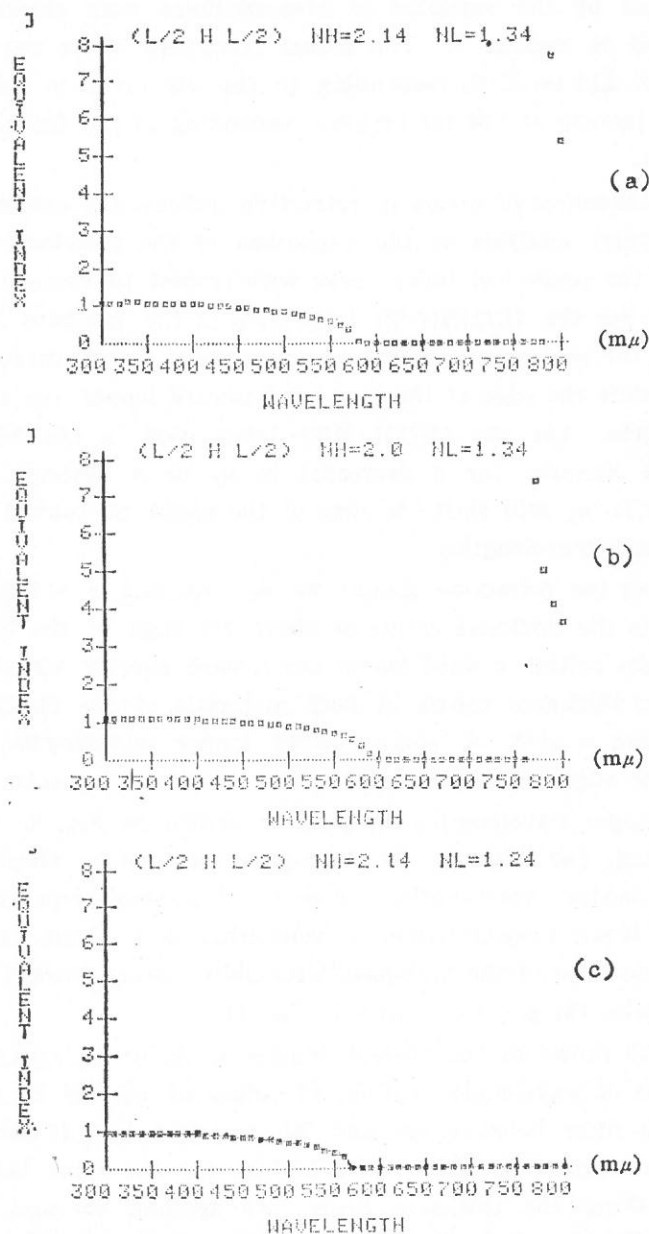 ]
(L/2 H L/2) NH=2.14 NL=1.34
EQUIVALENT INDEX
8
7
6
5
4
3
2
1
0
(a)
300 350 400 450 500 550 600 650 700 750 800 (mμ)
WAVELENGTH
]
(L/2 H L/2) NH=2.0 NL=1.34
EQUIVALENT INDEX
8
7
6
5
4
3
2
1
0
(b)
300 350 400 450 500 550 600 650 700 750 800 (mμ)
WAVELENGTH
(L/2 H L/2) NH=2.14 NL=1.24
EQUIVALENT INDEX
8
7
6
5
4
3
2
1
0
(c)
300 350 400 450 500 550 600 650 700 750 800 (mμ)
WAVELENGTH